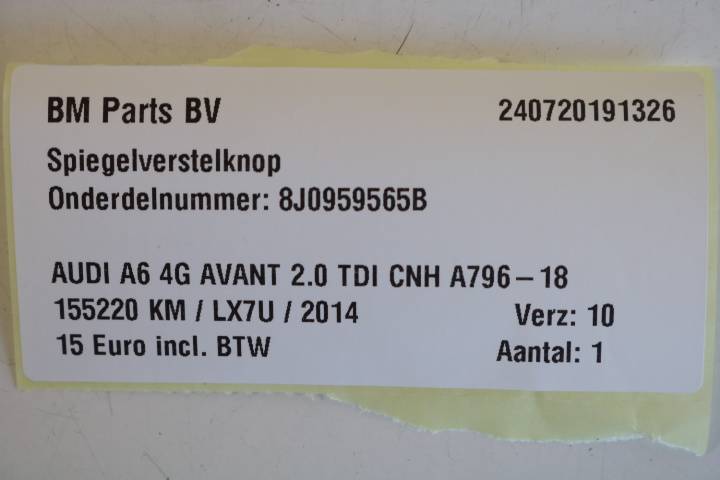 BM Parts BV 240720191326
Spiegelverstelknop
Onderdelnummer: 8J0959565B
AUDI A6 4G AVANT 2.0 TDI CNH A796-18
155220 KM / LX7U / 2014 Verz: 10
15 Euro incl. BTW Aantal: 1